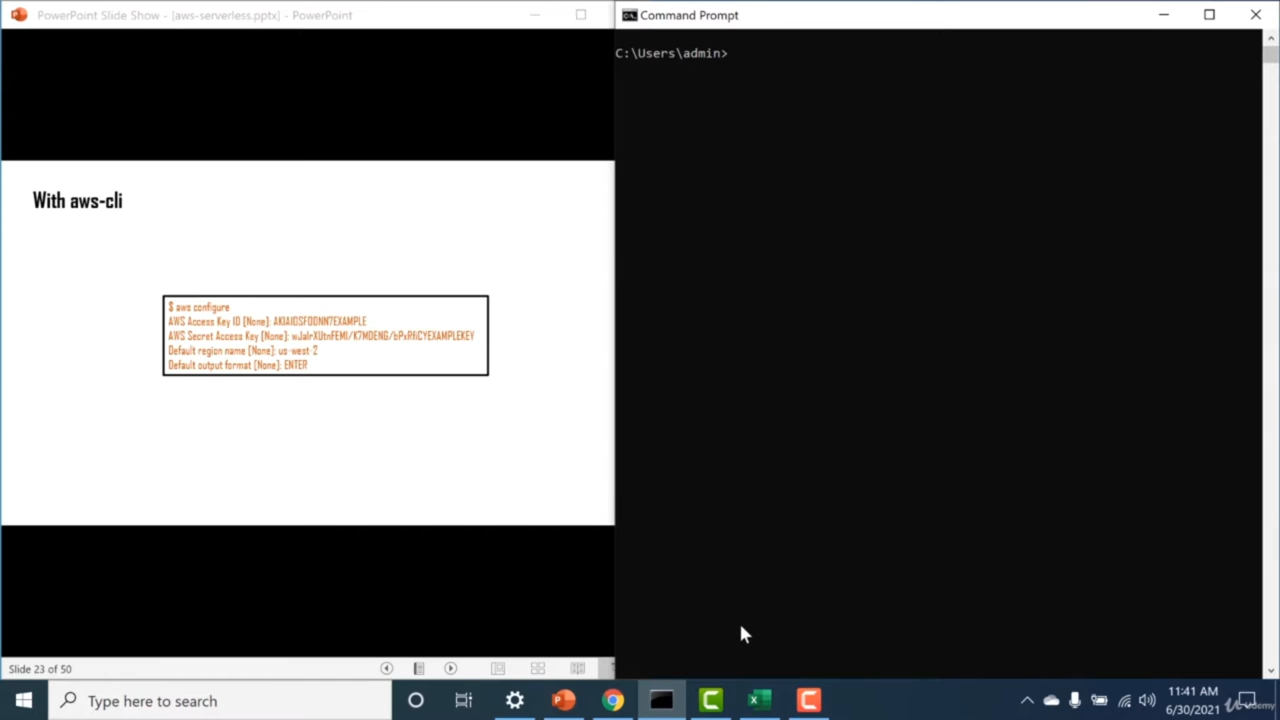 PowerPoint Slide Show - [aws-serverless.pptx] - PowerPoint
Command Prompt
C:\Users\admin>
With aws-cli
$ aws configure
AWS Access Key ID [None]: AKIAIOSFODNN7EXAMPLE
AWS Secret Access Key [None]: wJalrXUtnFEMI/K7MDENG/bPxRfiCYEXAMPLEKEY
Default region name [None]: us-west-2
Default output format [None]: ENTER
Slide 23 of 50
Type here to search
11:41 AM
6/30/2021
Udemy